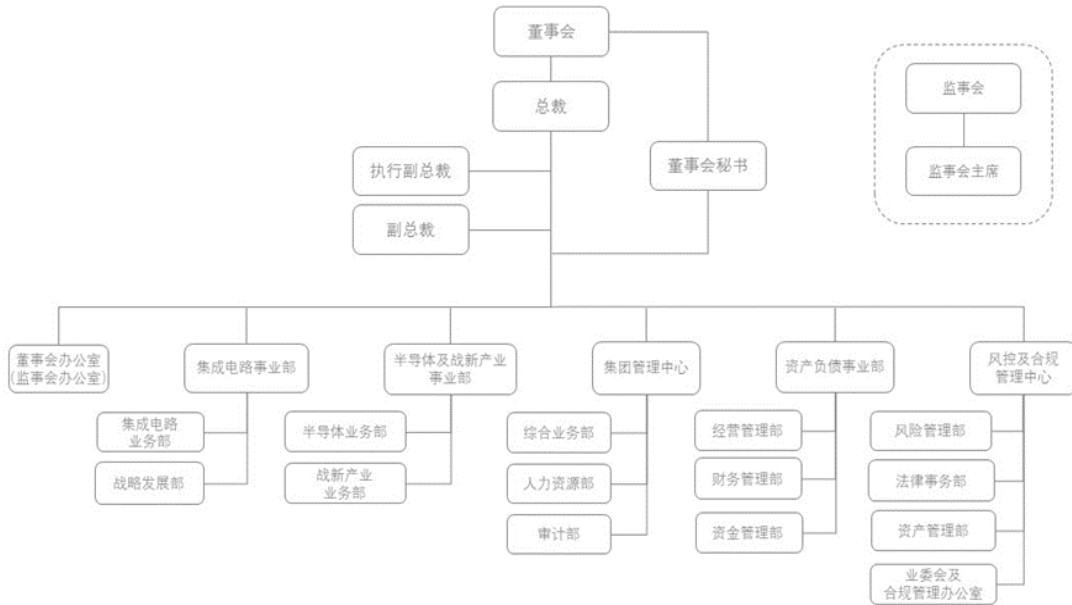 董事会
总裁
监事会
执行副总裁
董事会秘书
监事会主席
副总裁
董事会办公室
(监事会办公室)
集成电路事业部
半导体及战新产业
事业部
集团管理中心
资产负债事业部
风控及合规
管理中心
集成电路
业务部
半导体业务部
综合业务部
经营管理部
风险管理部
战略发展部
战新产业
业务部
人力资源部
财务管理部
法律事务部
审计部
资金管理部
资产管理部
业委会及
合规管理办公室